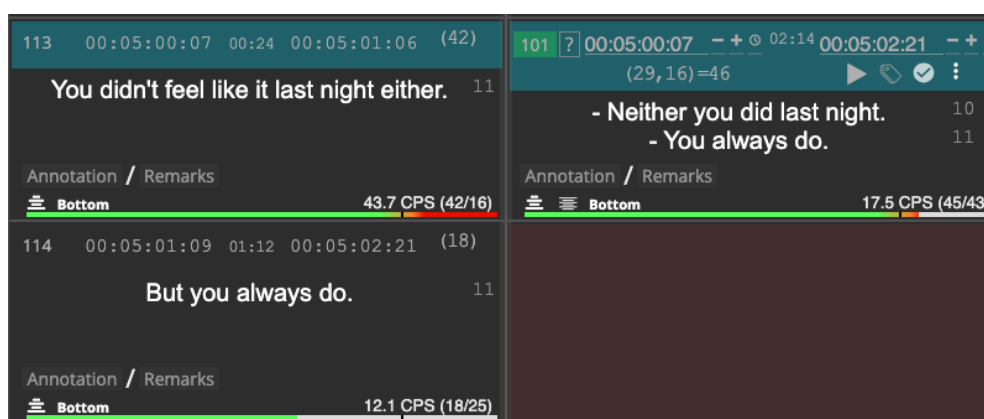 113 00:05:00:07 00:24 00:05:01:06 (42)
You didn't feel like it last night either. 11
Annotation / Remarks
Bottom 43.7 CPS (42/16)
114 00:05:01:09 01:12 00:05:02:21 (18)
But you always do. 11
Annotation / Remarks
Bottom 12.1 CPS (18/25)
101 ? 00:05:00:07 - + 02:14 00:05:02:21 - +
(29,16)=46
- Neither you did last night. 10
- You always do. 11
Annotation / Remarks
Bottom 17.5 CPS (45/43